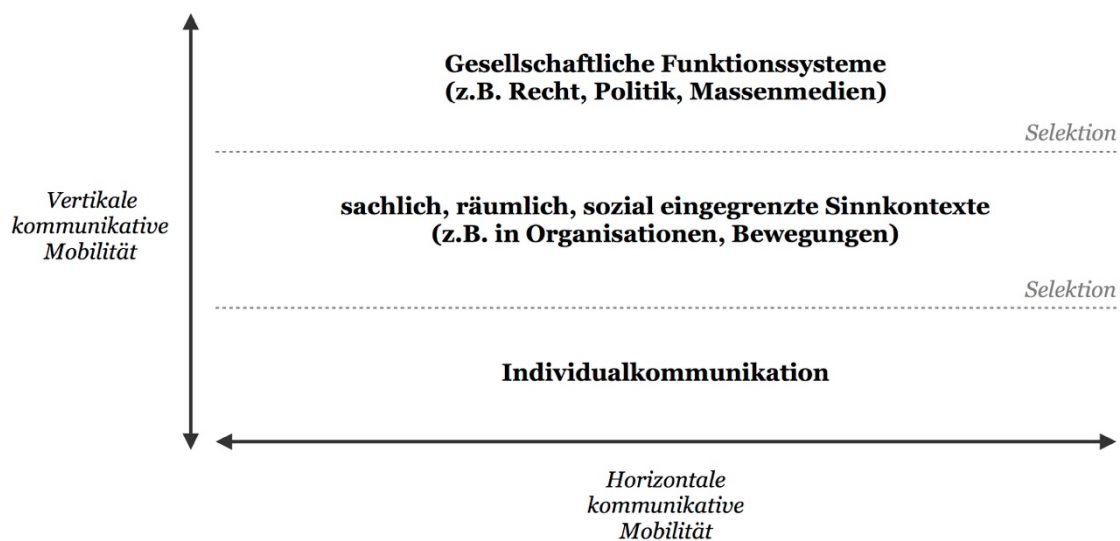 Gesellschaftliche Funktionssysteme
(z.B. Recht, Politik, Massenmedien)
Selektion
Vertikale
kommunikative
Mobilität
sachlich, räumlich, sozial eingegrenzte Sinnkontexte
(z.B. in Organisationen, Bewegungen)
Selektion
Individualkommunikation
Horizontale
kommunikative
Mobilität